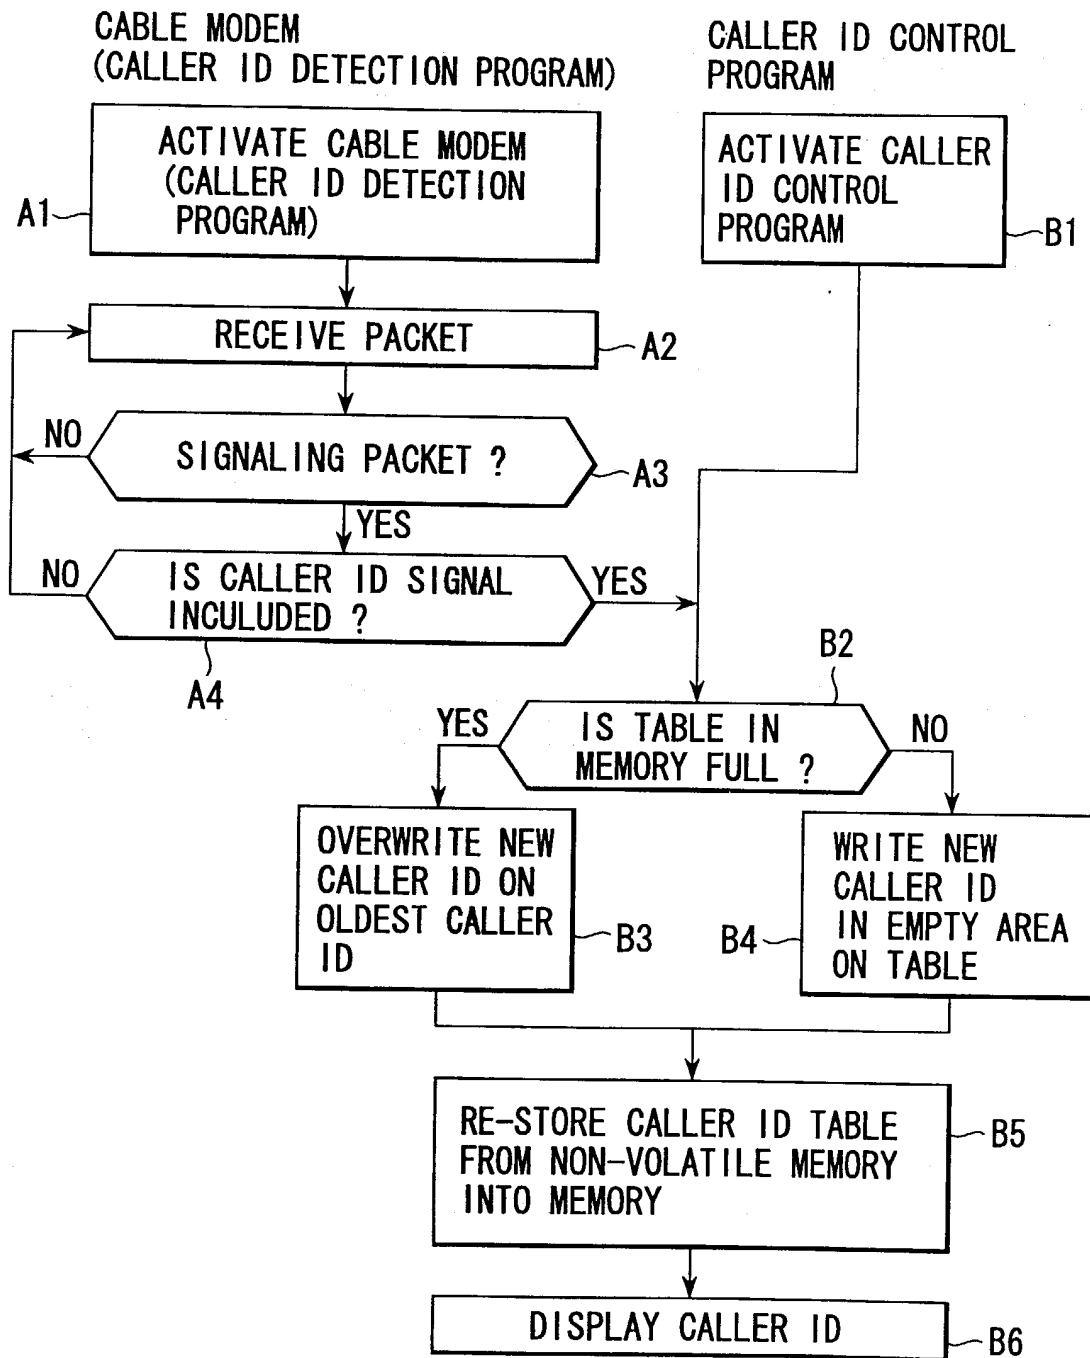 CABLE MODEM
(CALLER ID DETECTION PROGRAM)
CALLER ID CONTROL
PROGRAM
ACTIVATE CABLE MODEM
(CALLER ID DETECTION
PROGRAM)
A1
ACTIVATE CALLER
ID CONTROL
PROGRAM
B1
RECEIVE PACKET
A2
NO
SIGNALING PACKET ?
A3
YES
NO
IS CALLER ID SIGNAL
INCULUDED ?
YES
A4
B2
YES
IS TABLE IN
MEMORY FULL ?
NO
OVERWRITE NEW
CALLER ID ON
OLDEST CALLER
ID
B3
B4
WRITE NEW
CALLER ID
IN EMPTY AREA
ON TABLE
RE-STORE CALLER ID TABLE
FROM NON-VOLATILE MEMORY
INTO MEMORY
B5
DISPLAY CALLER ID
B6